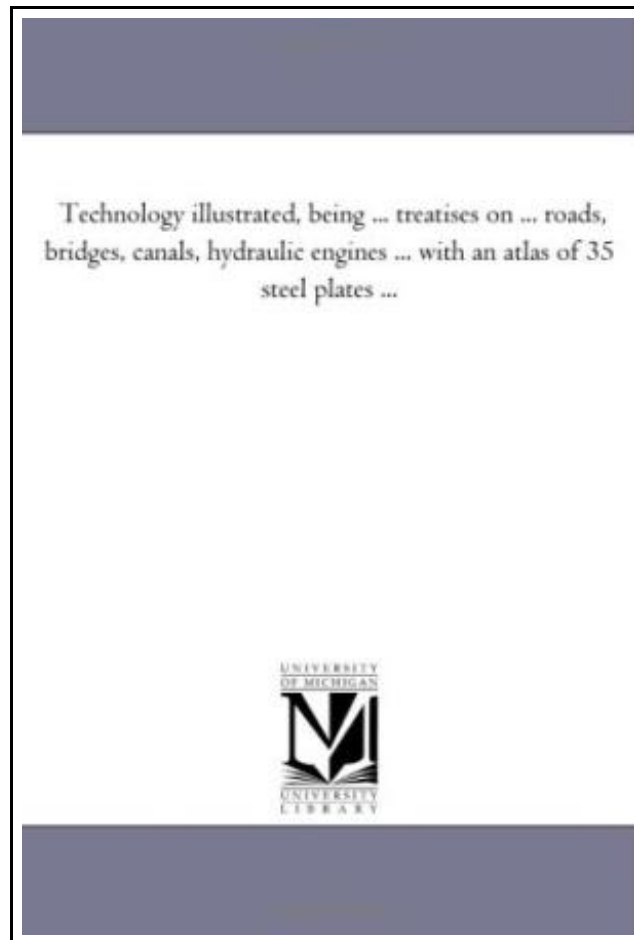 Technology illustrated, being ... treatises on ... roads,
bridges, canals, hydraulic engines ... with an atlas of 35
steel plates ...
UNIVERSITY
OF MICHIGAN
UNIVERSITY
LIBRARY